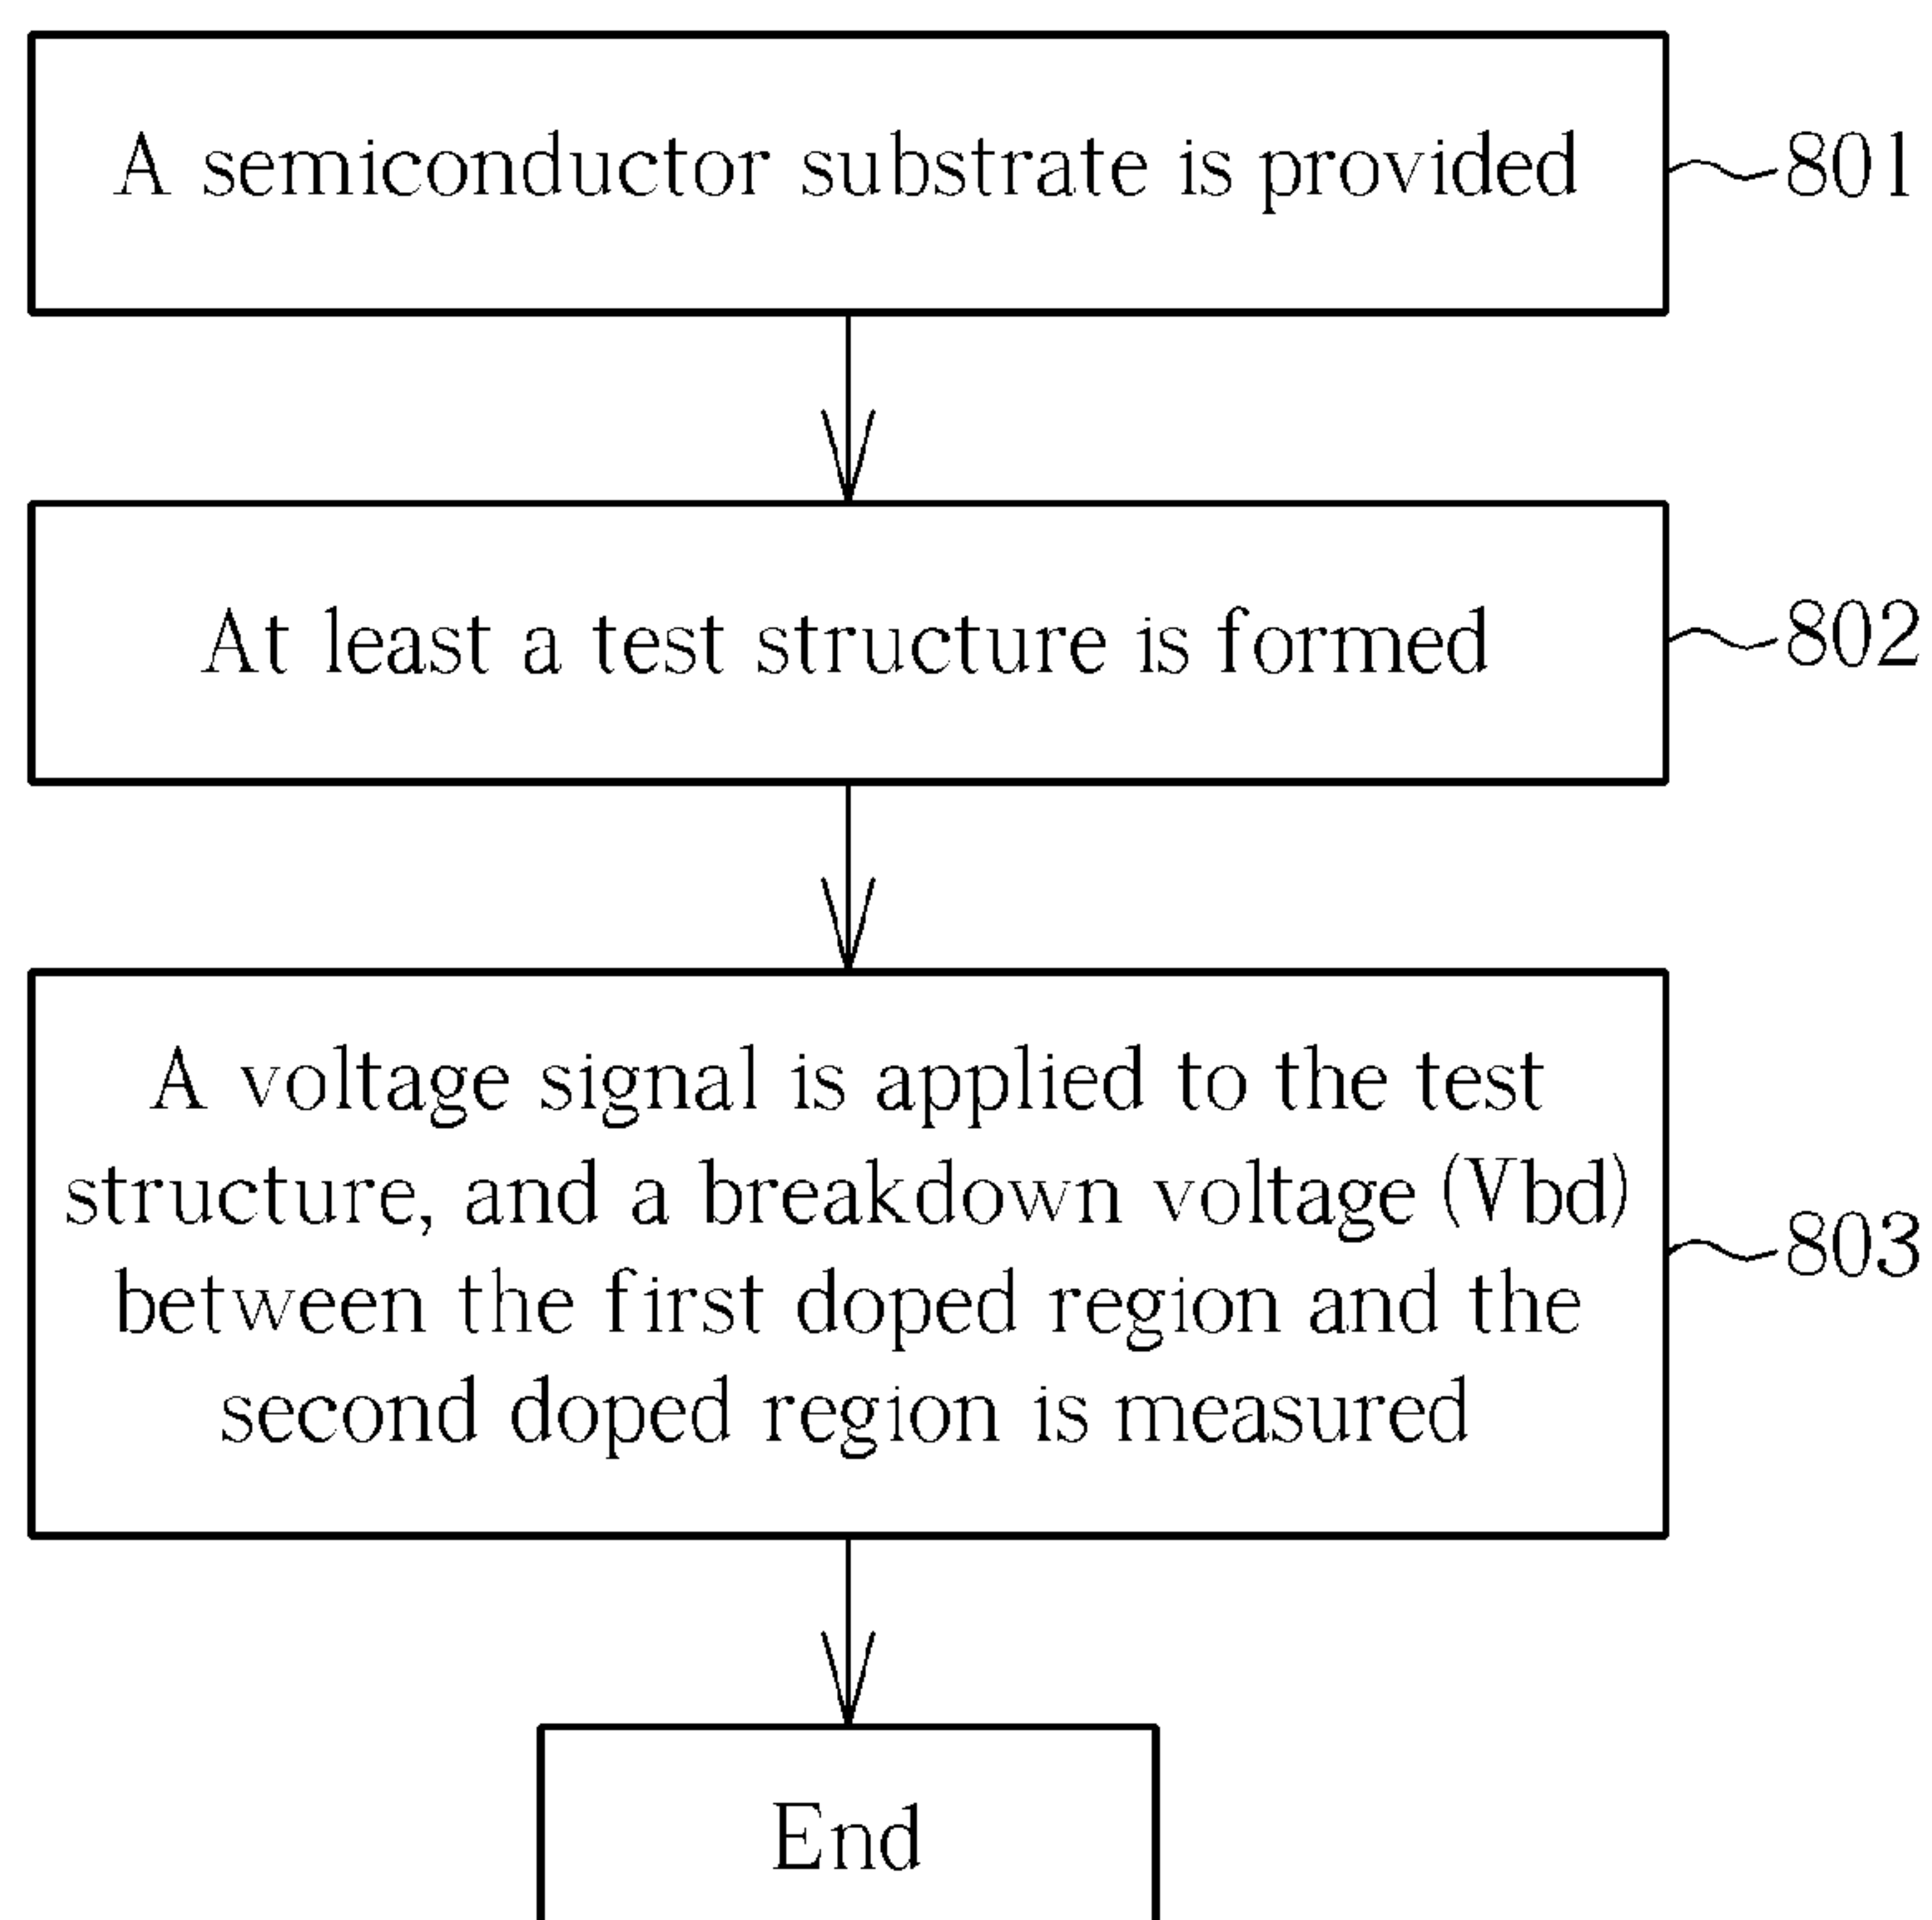 A semiconductor substrate is provided
801
At least a test structure is formed
802
A voltage signal is applied to the test
structure, and a breakdown voltage (Vbd)
between the first doped region and the
second doped region is measured
803
End